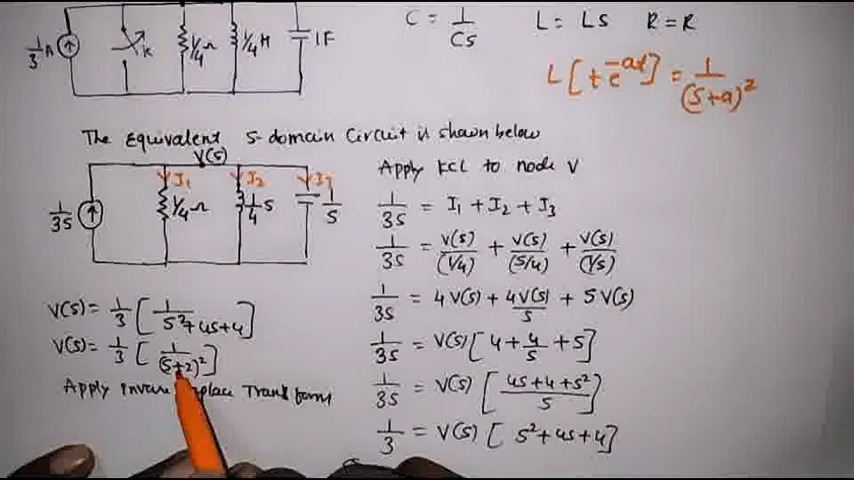 C = 1/Cs L = Ls R = R
1/3 A k 1/4 Ω 1/4 H 1F
L[te^-at] = 1/(s+a)^2
The Equivalent s-domain Circuit is shown below
V(s)
I1 I2 I3
1/3s 1/4 Ω 1/4 s 1/s
Apply KCL to node V
1/3s = I1 + I2 + I3
1/3s = V(s)/(1/4) + V(s)/(s/4) + V(s)/(1/s)
1/3s = 4V(s) + 4V(s)/s + sV(s)
1/3s = V(s)[4 + 4/s + s]
1/3s = V(s)[(4s+4+s^2)/s]
1/3 = V(s)[s^2+4s+4]
V(s) = 1/3 [1/(s^2+4s+4)]
V(s) = 1/3 [1/(s+2)^2]
Apply Transform